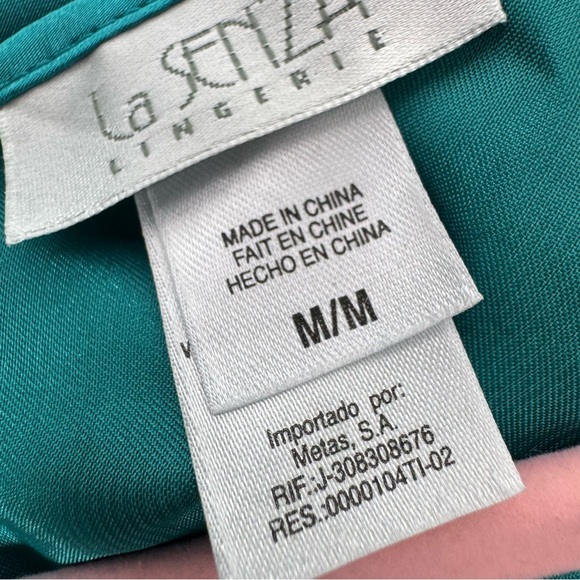 La SENZA
LINGERIE
MADE IN CHINA
FAIT EN CHINE
HECHO EN CHINA
M/M
Importado por:
Metas, S.A.
RIF.:J-308308676
RES.:0000104TI-02